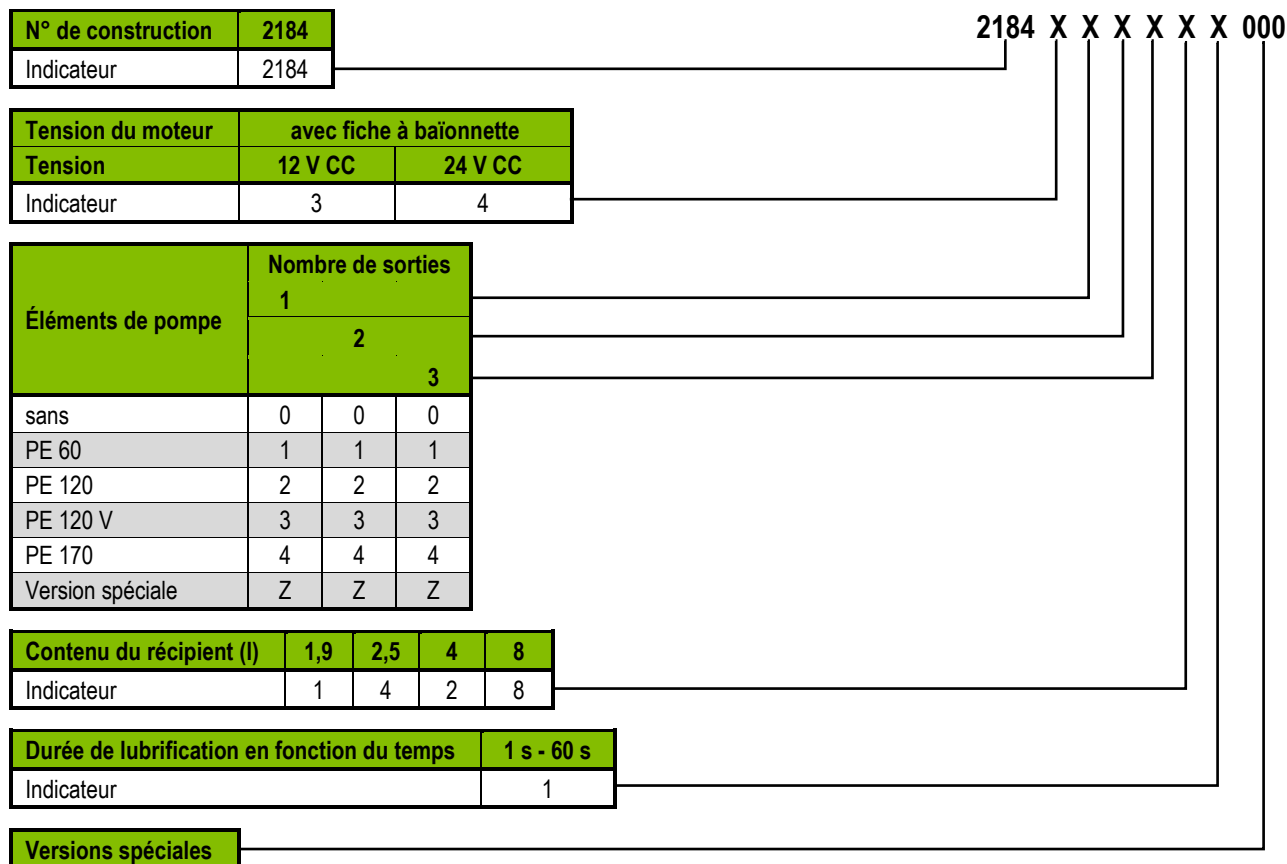 2184 X X X X X X 000
N° de construction 2184
Indicateur 2184
Tension du moteur avec fiche à baïonnette
Tension 12 V CC 24 V CC
Indicateur 3 4
Éléments de pompe Nombre de sorties
1
2
3
sans 0 0 0
PE 60 1 1 1
PE 120 2 2 2
PE 120 V 3 3 3
PE 170 4 4 4
Version spéciale Z Z Z
Contenu du récipient (l) 1,9 2,5 4 8
Indicateur 1 4 2 8
Durée de lubrification en fonction du temps 1 s - 60 s
Indicateur 1
Versions spéciales